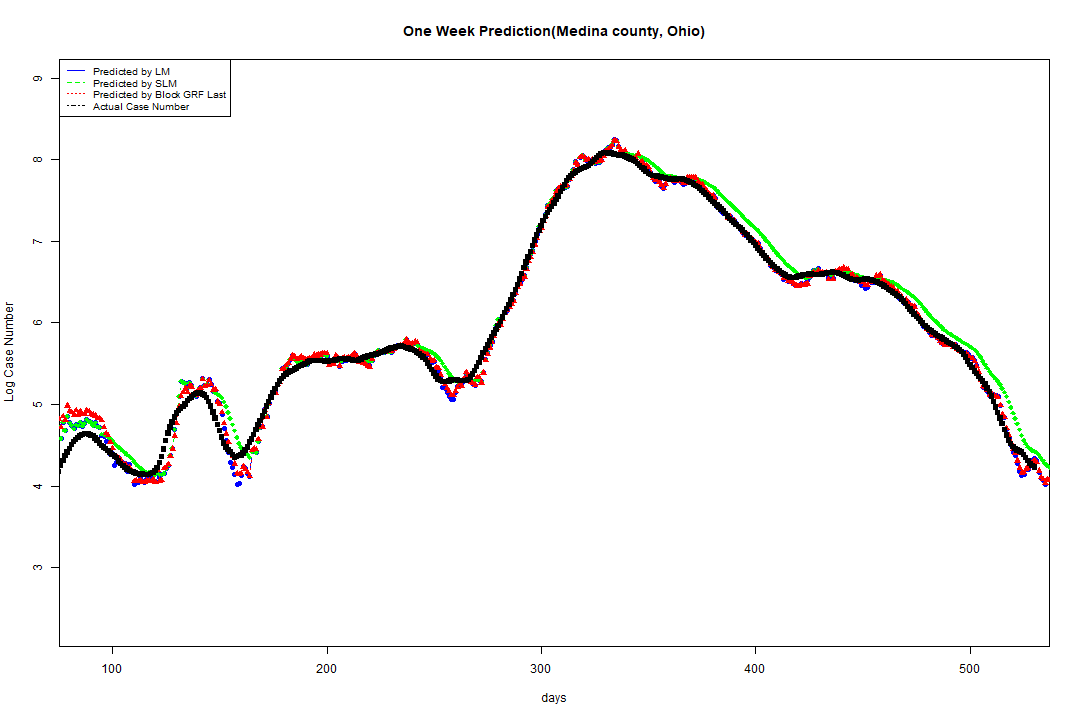 One Week Prediction(Medina county, Ohio)
Predicted by LM
Predicted by SLM
Predicted by Block GRF Last
Actual Case Number
9
8
7
6
5
4
3
Log Case Number
100 200 300 400 500
days